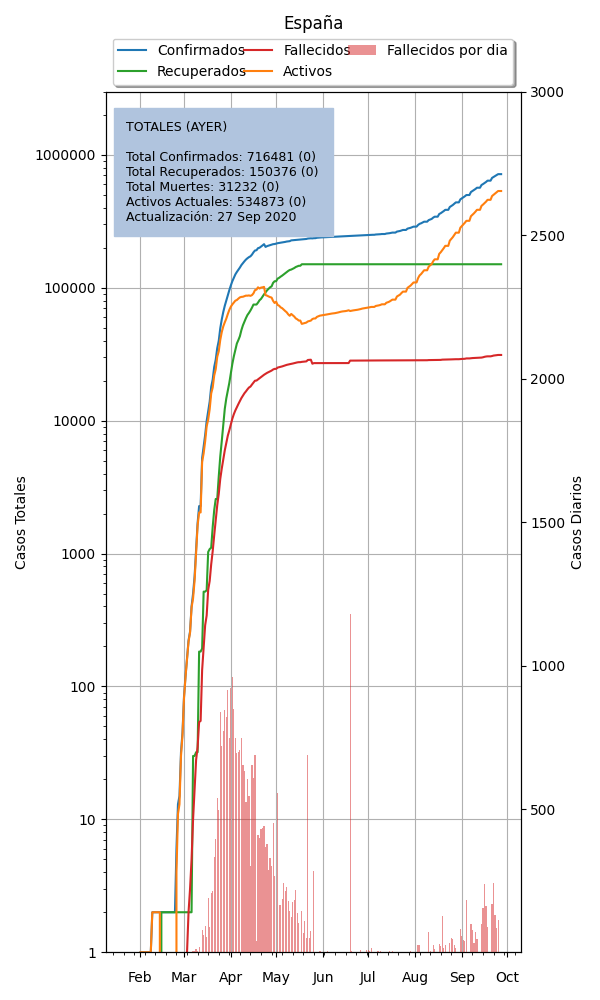 España
Confirmados Fallecidos Fallecidos por dia
Recuperados Activos
TOTALES (AYER)
Total Confirmados: 716481 (0)
Total Recuperados: 150376 (0)
Total Muertes: 31232 (0)
Activos Actuales: 534873 (0)
Actualización: 27 Sep 2020
Casos Totales
1000000
100000
10000
1000
100
10
1
3000
2500
2000
1500
1000
500
Casos Diarios
Feb Mar Apr May Jun Jul Aug Sep Oct